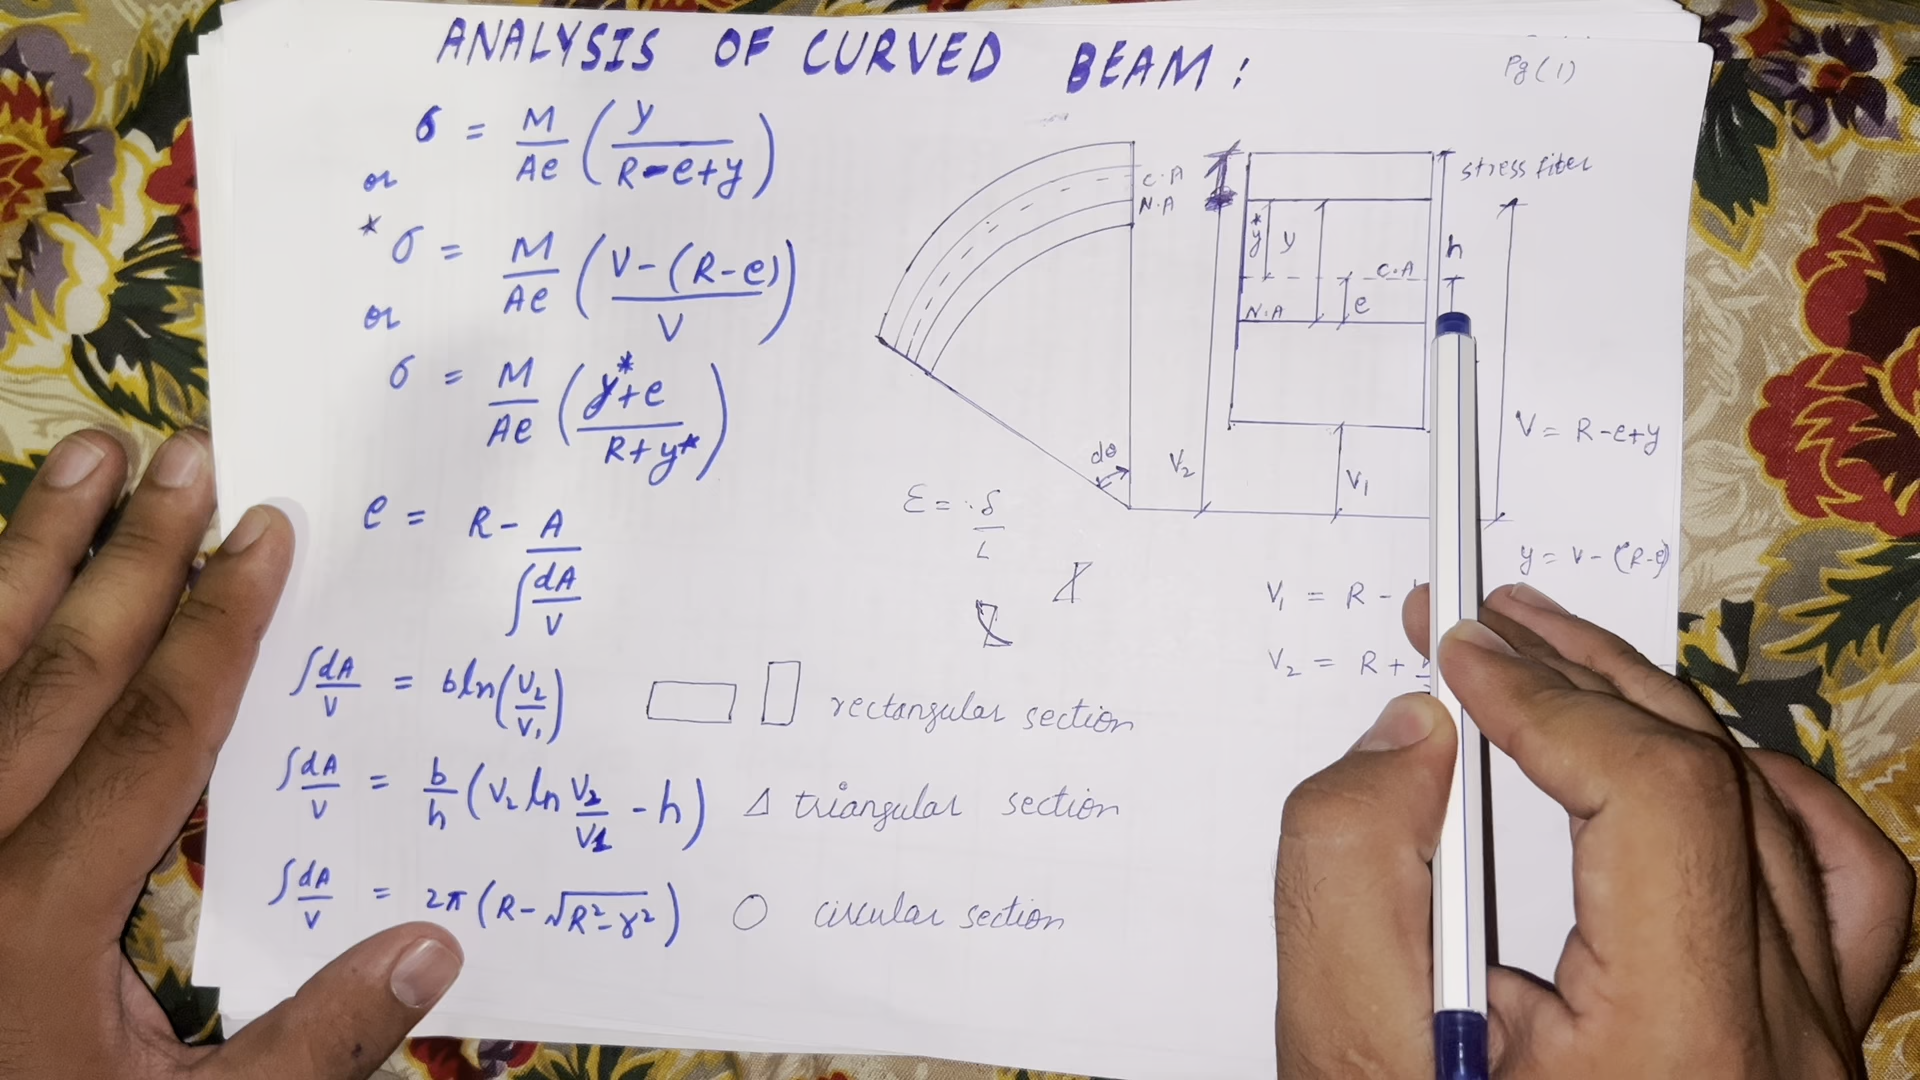 ANALYSIS OF CURVED BEAM :
Pg (1)
σ = M/Ae ( y / R-e+y )
or
* σ = M/Ae ( V-(R-e) / V )
or
σ = M/Ae ( y*+e / R+y* )
e = R - A / ∫dA/V
∫dA/V = b ln(V₂/V₁) rectangular section
∫dA/V = b/h (V₂ ln V₂/V1 - h) Δ triangular section
∫dA/V = 2π (R-√R²-r²) ○ circular section
C.A
N.A
dθ
ε = δ/L
stress fiber
y*
y
h
C.A
e
N.A
V₂
V₁
V = R-e+y
y = V-(R-e)
V₁ = R -
V₂ = R +